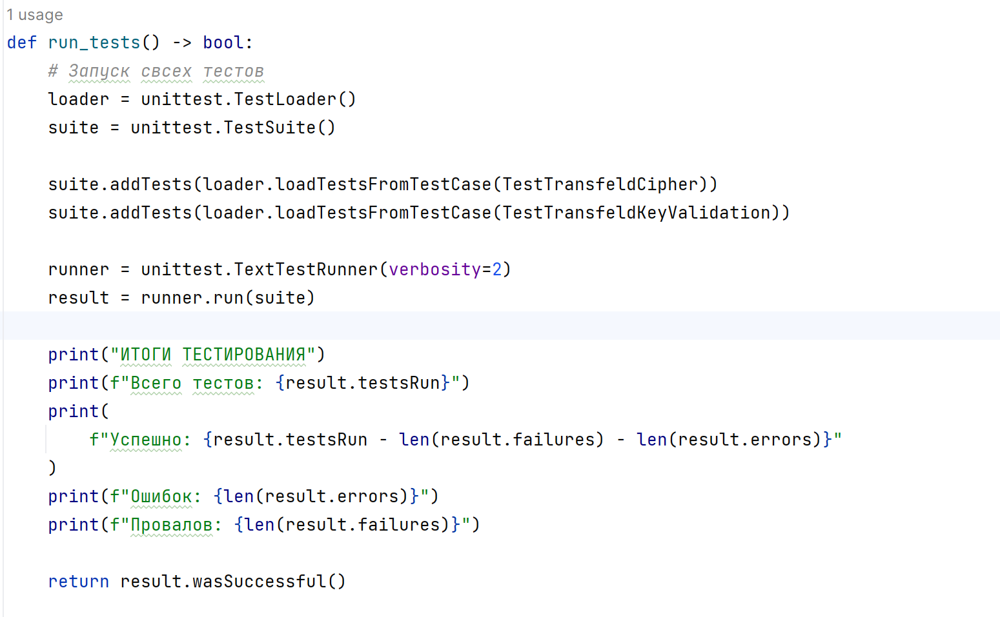 1 usage
def run_tests() -> bool:
# Запуск свсех тестов
loader = unittest.TestLoader()
suite = unittest.TestSuite()
suite.addTests(loader.loadTestsFromTestCase(TestTransfeldCipher))
suite.addTests(loader.loadTestsFromTestCase(TestTransfeldKeyValidation))
runner = unittest.TextTestRunner(verbosity=2)
result = runner.run(suite)
print("ИТОГИ ТЕСТИРОВАНИЯ")
print(f"Всего тестов: {result.testsRun}")
print(
f"Успешно: {result.testsRun - len(result.failures) - len(result.errors)}"
)
print(f"Ошибок: {len(result.errors)}")
print(f"Провалов: {len(result.failures)}")
return result.wasSuccessful()